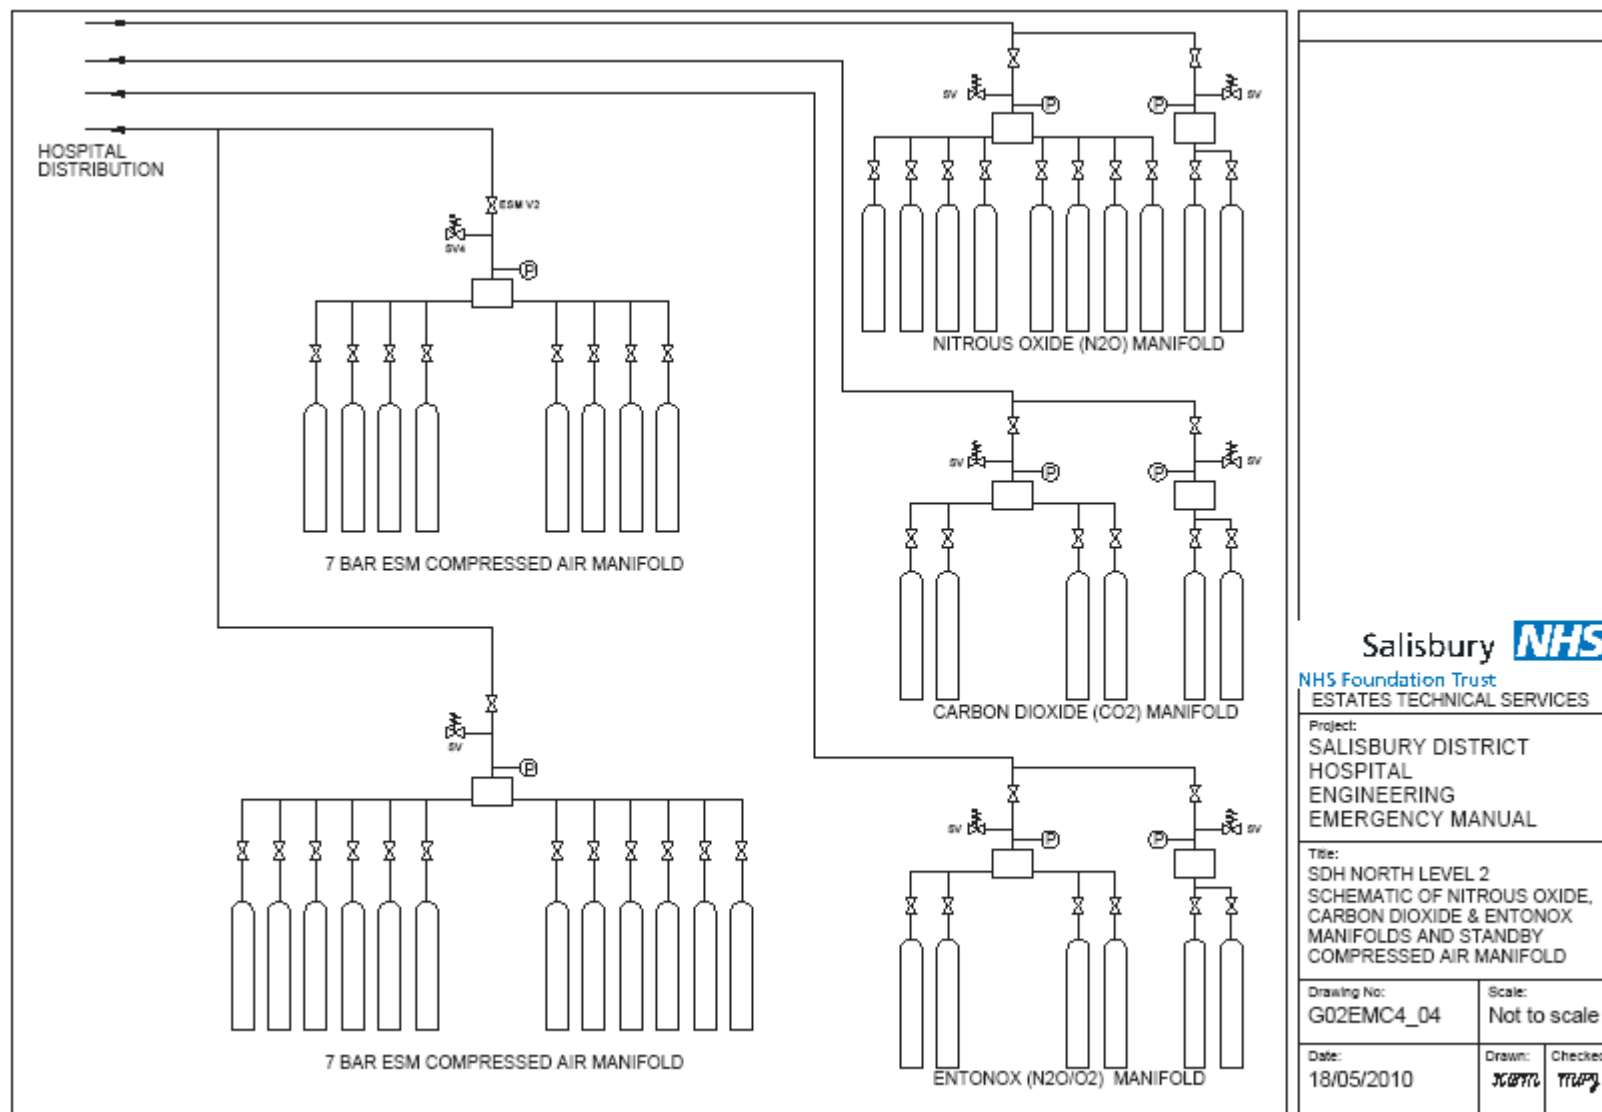 HOSPITAL
DISTRIBUTION
ESM V2
SV4
P
7 BAR ESM COMPRESSED AIR MANIFOLD
SV
P
7 BAR ESM COMPRESSED AIR MANIFOLD
SV
P
P
SV
NITROUS OXIDE (N2O) MANIFOLD
SV
P
P
SV
CARBON DIOXIDE (CO2) MANIFOLD
SV
P
P
SV
ENTONOX (N2O/O2) MANIFOLD
Salisbury NHS
NHS Foundation Trust
ESTATES TECHNICAL SERVICES
Project:
SALISBURY DISTRICT
HOSPITAL
ENGINEERING
EMERGENCY MANUAL
Title:
SDH NORTH LEVEL 2
SCHEMATIC OF NITROUS OXIDE,
CARBON DIOXIDE & ENTONOX
MANIFOLDS AND STANDBY
COMPRESSED AIR MANIFOLD
Drawing No:
G02EMC4_04
Scale:
Not to scale
Date:
18/05/2010
Drawn:
Checked